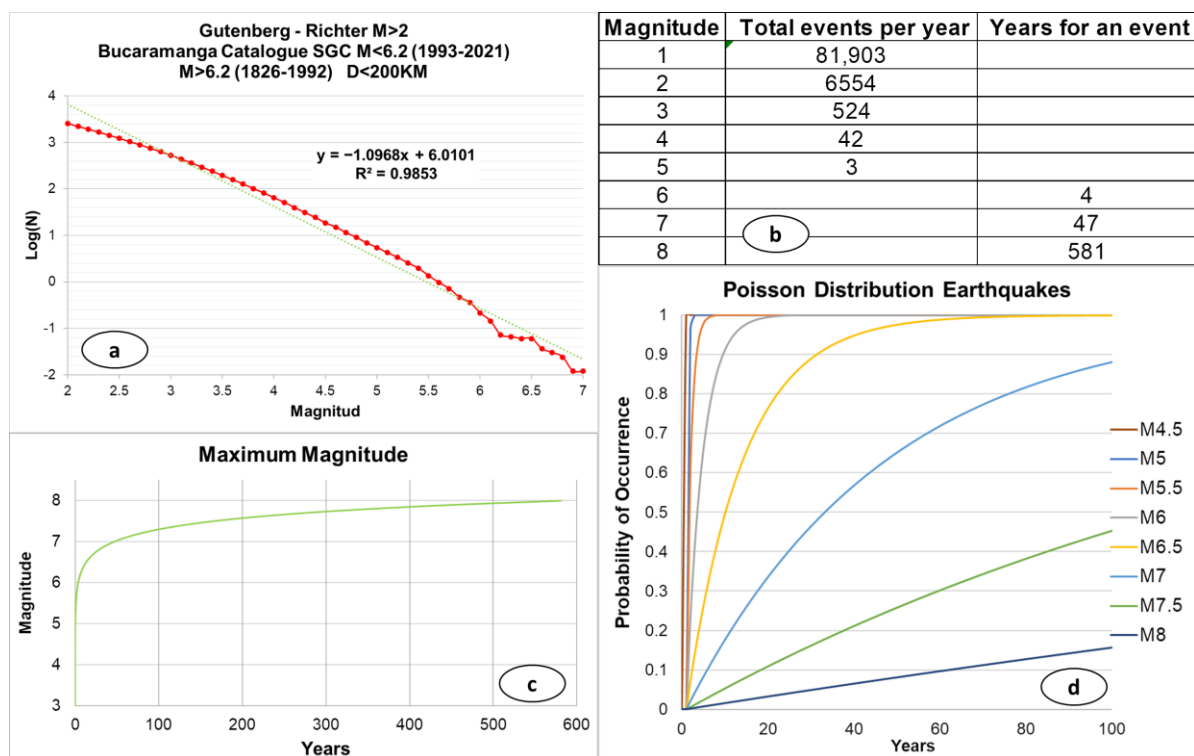 Gutenberg - Richter M>2
Bucaramanga Catalogue SGC M<6.2 (1993-2021)
M>6.2 (1826-1992) D<200KM
4
3
2
1
0
-1
-2
Log(N)
y = −1.0968x + 6.0101
R² = 0.9853
a
2 2.5 3 3.5 4 4.5 5 5.5 6 6.5 7
Magnitud
Magnitude Total events per year Years for an event
1 81,903
2 6554
3 524
4 42
5 3
6 4
7 47
8 581
b
Maximum Magnitude
8
7
6
5
4
3
Magnitude
c
0 100 200 300 400 500 600
Years
Poisson Distribution Earthquakes
1
0.9
0.8
0.7
0.6
0.5
0.4
0.3
0.2
0.1
0
Probability of Occurrence
M4.5
M5
M5.5
M6
M6.5
M7
M7.5
M8
d
0 20 40 60 80 100
Years